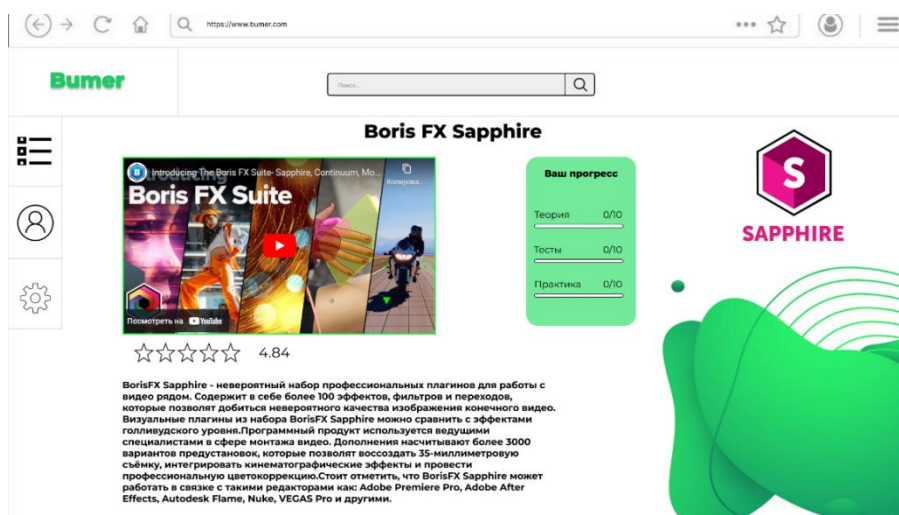 https://www.bumer.com
Bumer
Поиск...
Boris FX Sapphire
Introducing The Boris FX Suite- Sapphire, Continuum, Mo...
Копирова...
Boris FX Suite
Посмотреть на YouTube
Ваш прогресс
Теория 0/10
Тесты 0/10
Практика 0/10
S
SAPPHIRE
4.84
BorisFX Sapphire - невероятный набор профессиональных плагинов для работы с
видео рядом. Содержит в себе более 100 эффектов, фильтров и переходов,
которые позволят добиться невероятного качества изображения конечного видео.
Визуальные плагины из набора BorisFX Sapphire можно сравнить с эффектами
голливудского уровня.Программный продукт используется ведущими
специалистами в сфере монтажа видео. Дополнения насчитывают более 3000
вариантов предустановок, которые позволят воссоздать 35-миллиметровую
съёмку, интегрировать кинематографические эффекты и провести
профессиональную цветокоррекцию.Стоит отметить, что BorisFX Sapphire может
работать в связке с такими редакторами как: Adobe Premiere Pro, Adobe After
Effects, Autodesk Flame, Nuke, VEGAS Pro и другими.